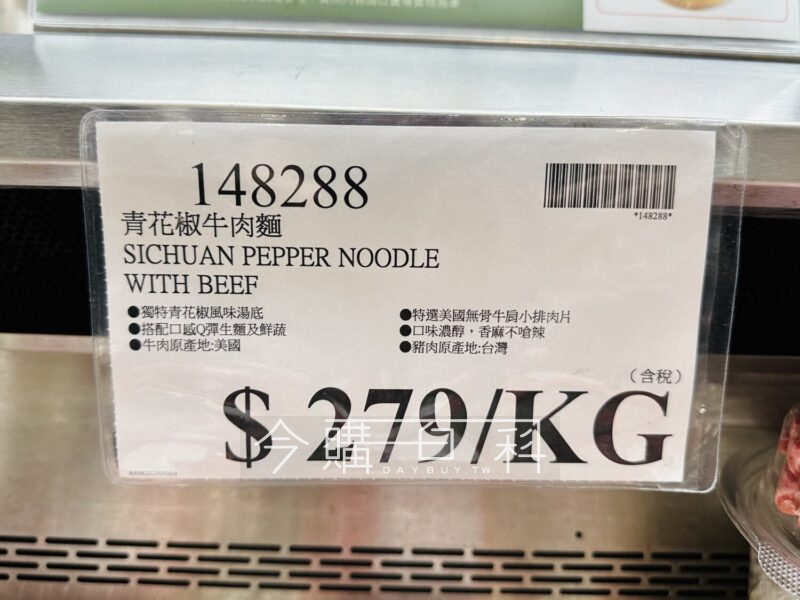 148288
*148288*
青花椒牛肉麵
SICHUAN PEPPER NOODLE
WITH BEEF
●獨特青花椒風味湯底
●搭配口感Q彈生麵及鮮蔬
●牛肉原產地:美國
●特選美國無骨牛肩小排肉片
●口味濃醇，香麻不嗆辣
●豬肉原產地:台灣
（含稅）
$ 279/KG
今購百科
DAYBUY.TW